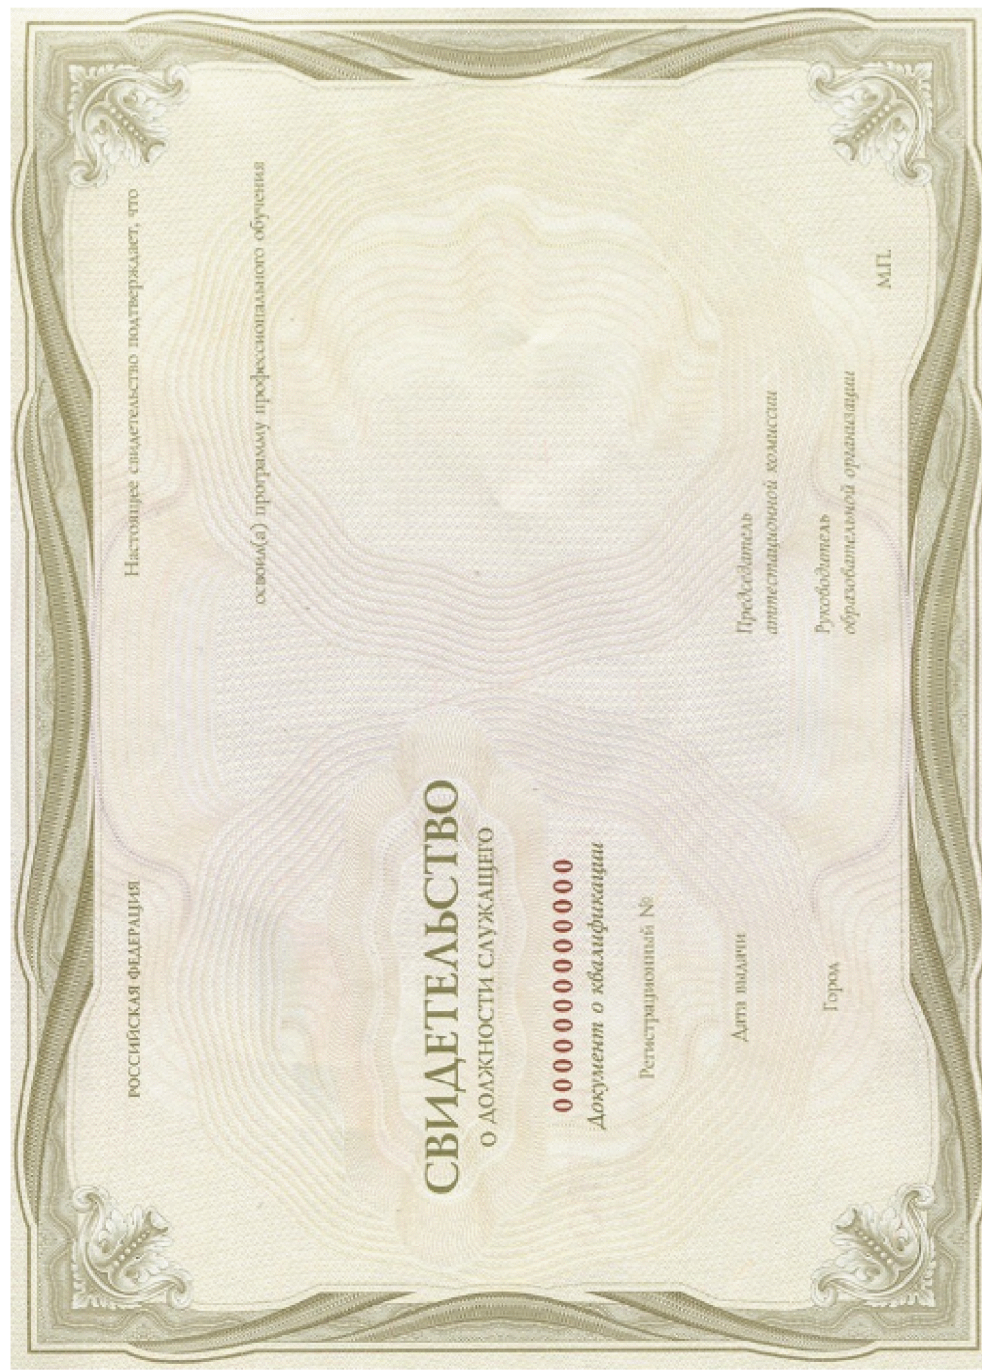 РОССИЙСКАЯ ФЕДЕРАЦИЯ
СВИДЕТЕЛЬСТВО
О ДОЛЖНОСТИ СЛУЖАЩЕГО
000000000000
Документ о квалификации
Регистрационный №
Дата выдачи
Город
Настоящее свидетельство подтверждает, что
освоил(а) программу профессионального обучения
Председатель
аттестационной комиссии
Руководитель
образовательной организации
М.П.